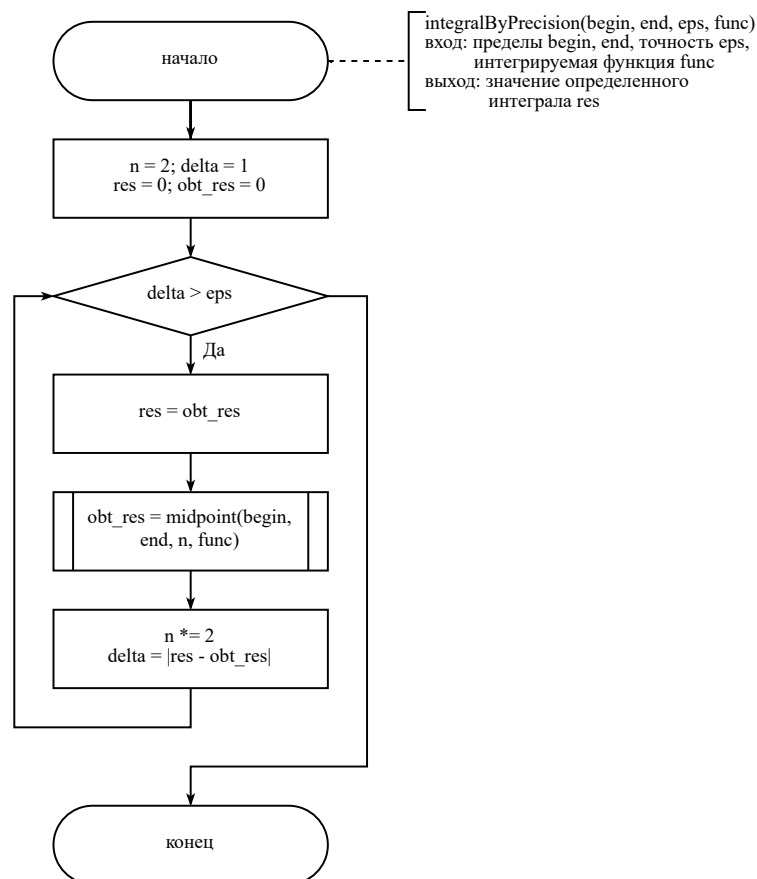 начало
integralByPrecision(begin, end, eps, func)
вход: пределы begin, end, точность eps,
интегрируемая функция func
выход: значение определенного
интеграла res
n = 2; delta = 1
res = 0; obt_res = 0
delta > eps
Да
res = obt_res
obt_res = midpoint(begin,
end, n, func)
n *= 2
delta = |res - obt_res|
конец